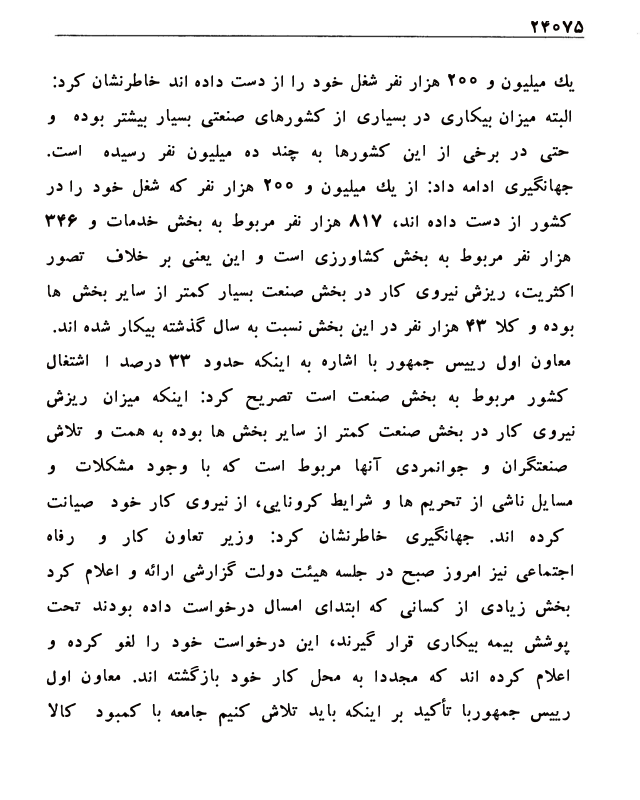 ۲۴۰۷۵
یك میلیون و ۲۰۰ هزار نفر شغل خود را از دست داده اند خاطرنشان کرد:
البته میزان بیکاری در بسیاری از کشورهای صنعتی بسیار بیشتر بوده و
حتی در برخی از این کشورها به چند ده میلیون نفر رسیده است.
جهانگیری ادامه داد: از یك میلیون و ۲۰۰ هزار نفر که شغل خود را در
کشور از دست داده اند، ۸۱۷ هزار نفر مربوط به بخش خدمات و ۳۴۶
هزار نفر مربوط به بخش کشاورزی است و این یعنی بر خلاف تصور
اکثریت، ریزش نیروی کار در بخش صنعت بسیار کمتر از سایر بخش ها
بوده و کلا ۴۳ هزار نفر در این بخش نسبت به سال گذشته بیکار شده اند.
معاون اول رییس جمهور با اشاره به اینکه حدود ۳۳ درصد ا اشتغال
کشور مربوط به بخش صنعت است تصریح کرد: اینکه میزان ریزش
نیروی کار در بخش صنعت کمتر از سایر بخش ها بوده به همت و تلاش
صنعتگران و جوانمردی آنها مربوط است که با وجود مشکلات و
مسایل ناشی از تحریم ها و شرایط کرونایی، از نیروی کار خود صیانت
کرده اند. جهانگیری خاطرنشان کرد: وزیر تعاون کار و رفاه
اجتماعی نیز امروز صبح در جلسه هیئت دولت گزارشی ارائه و اعلام کرد
بخش زیادی از کسانی که ابتدای امسال درخواست داده بودند تحت
پوشش بیمه بیکاری قرار گیرند، این درخواست خود را لغو کرده و
اعلام کرده اند که مجددا به محل کار خود بازگشته اند. معاون اول
رییس جمهوربا تأکید بر اینکه باید تلاش کنیم جامعه با کمبود کالا